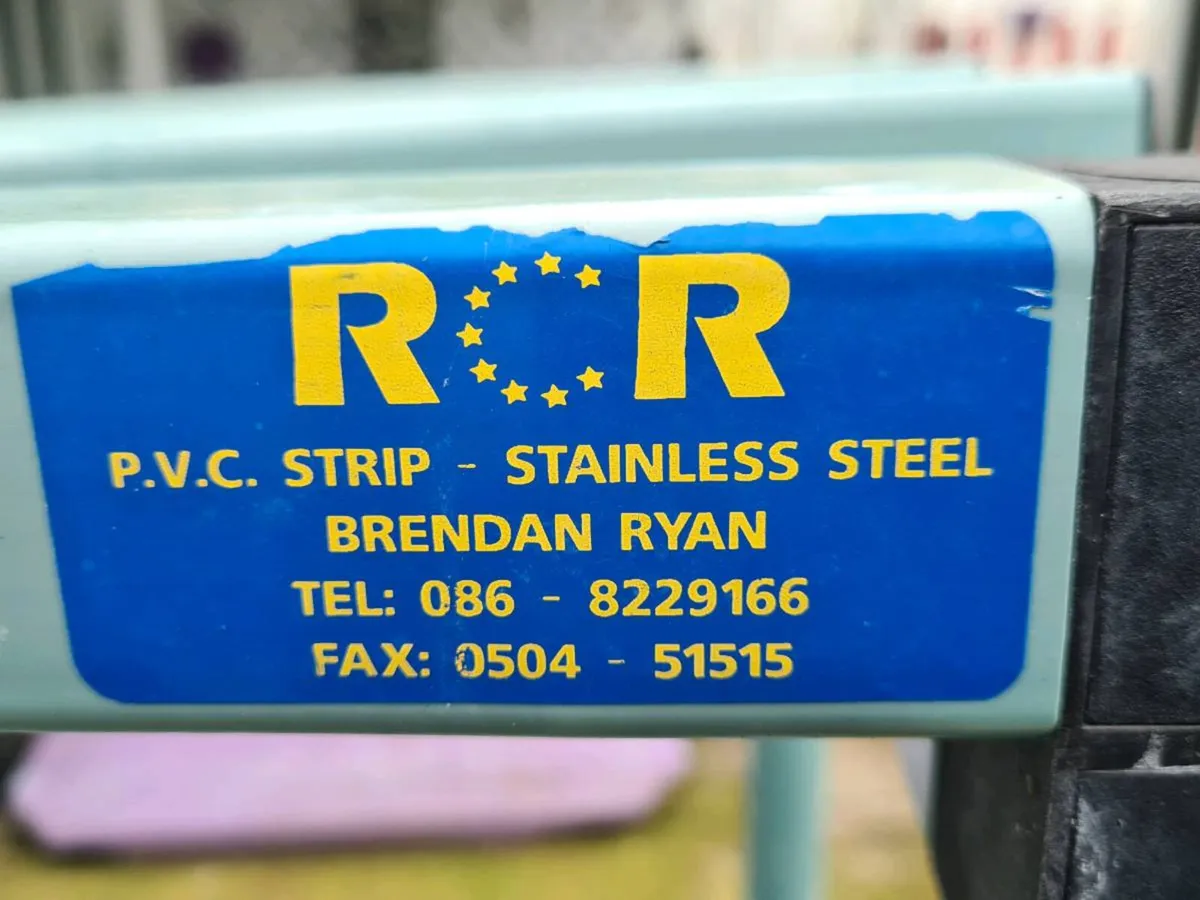 RCR
P.V.C. STRIP - STAINLESS STEEL
BRENDAN RYAN
TEL: 086 - 8229166
FAX: 0504 - 51515